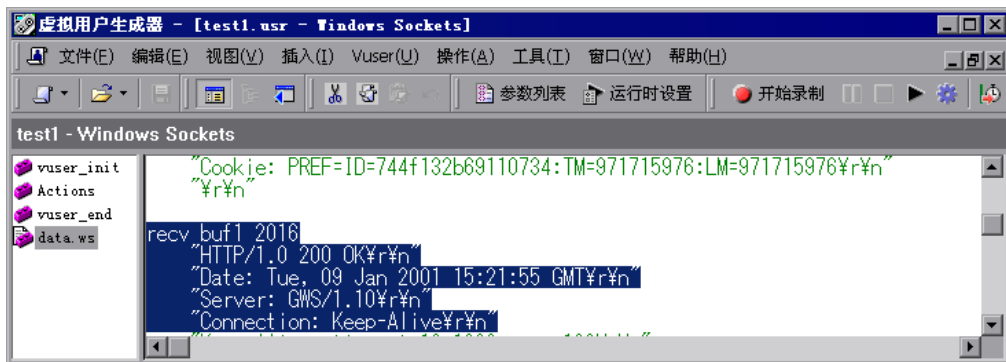 虚拟用户生成器 - [test1.usr - Windows Sockets]
文件(F) 编辑(E) 视图(V) 插入(I) Vuser(U) 操作(A) 工具(T) 窗口(W) 帮助(H)
参数列表 运行时设置 开始录制
test1 - Windows Sockets
vuser_init
Actions
vuser_end
data.ws
"Cookie: PREF=ID=744f132b69110734:TM=971715976:LM=971715976¥r¥n"
"¥r¥n"
recv buf1 2016
"HTTP/1.0 200 OK¥r¥n"
"Date: Tue, 09 Jan 2001 15:21:55 GMT¥r¥n"
"Server: GWS/1.10¥r¥n"
"Connection: Keep-Alive¥r¥n"